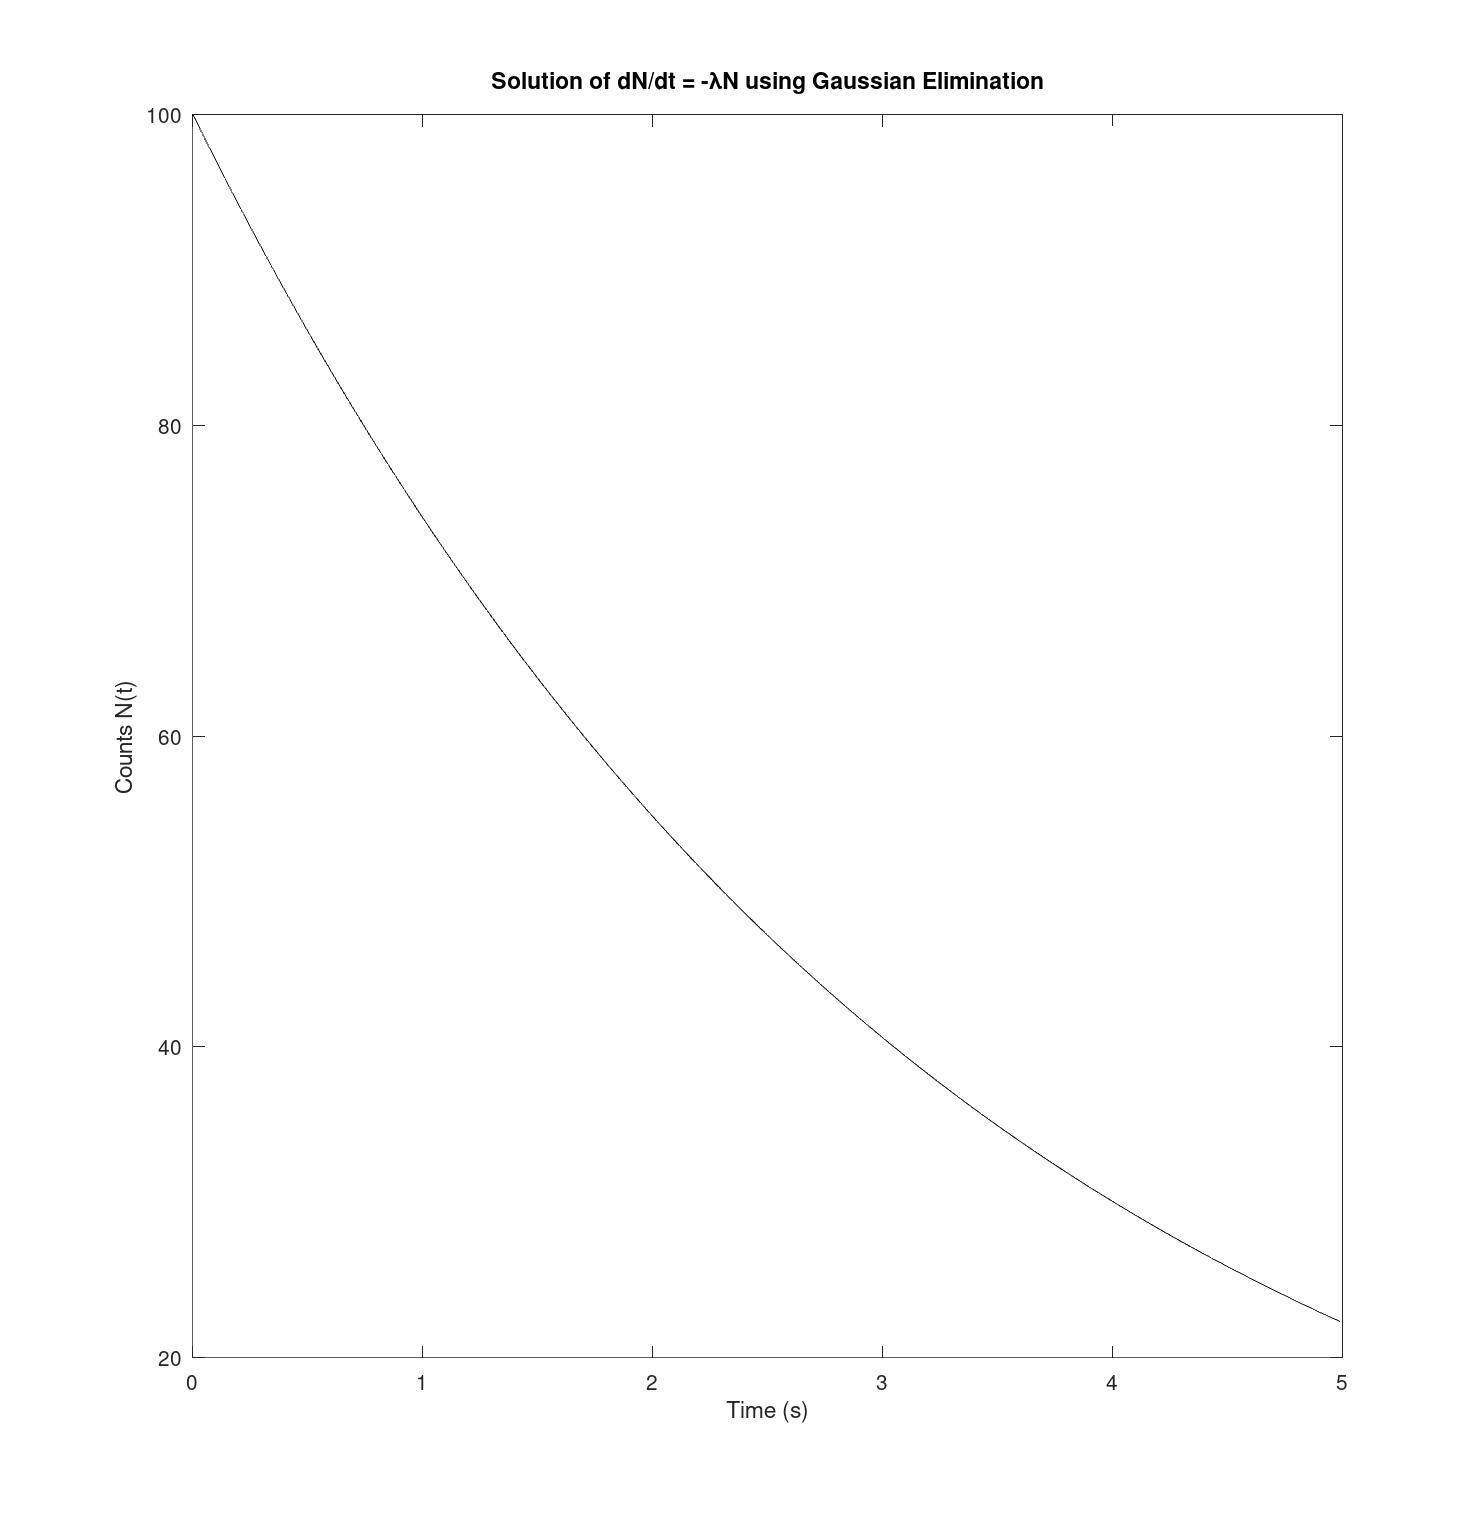 Solution of dN/dt = -λN using Gaussian Elimination
100
80
60
40
20
Counts N(t)
0 1 2 3 4 5
Time (s)